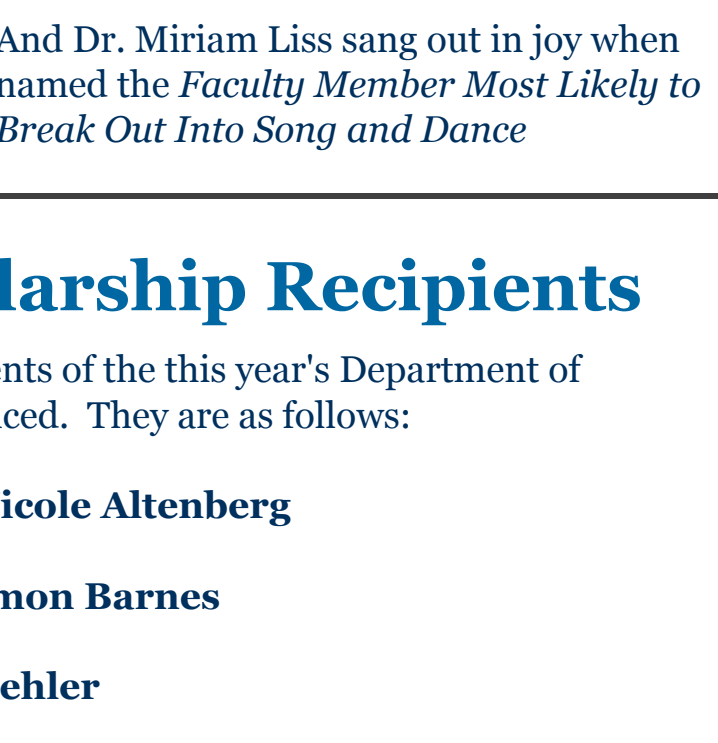 And Dr. Miriam Liss sang out in joy when
named the Faculty Member Most Likely to
Break Out Into Song and Dance
larship Recipients
ents of the this year's Department of
ced. They are as follows:
icole Altenberg
mon Barnes
ehler